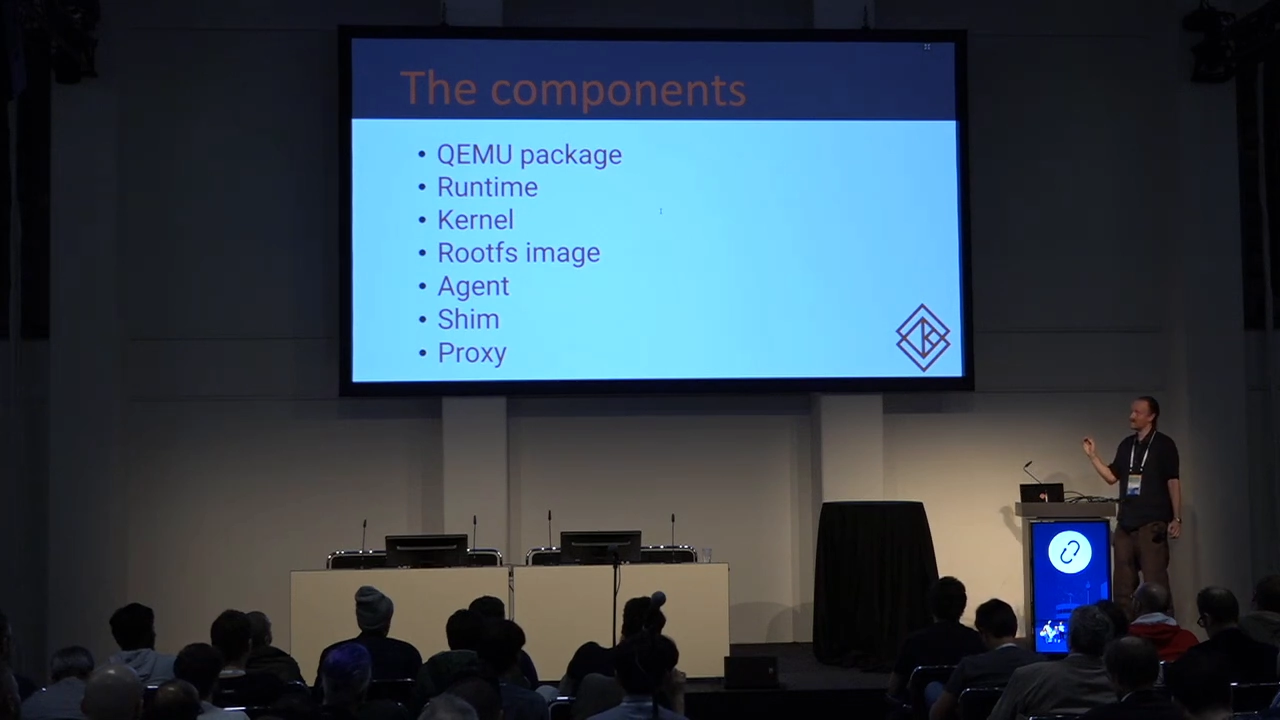 The components
• QEMU package
• Runtime
• Kernel
• Rootfs image
• Agent
• Shim
• Proxy